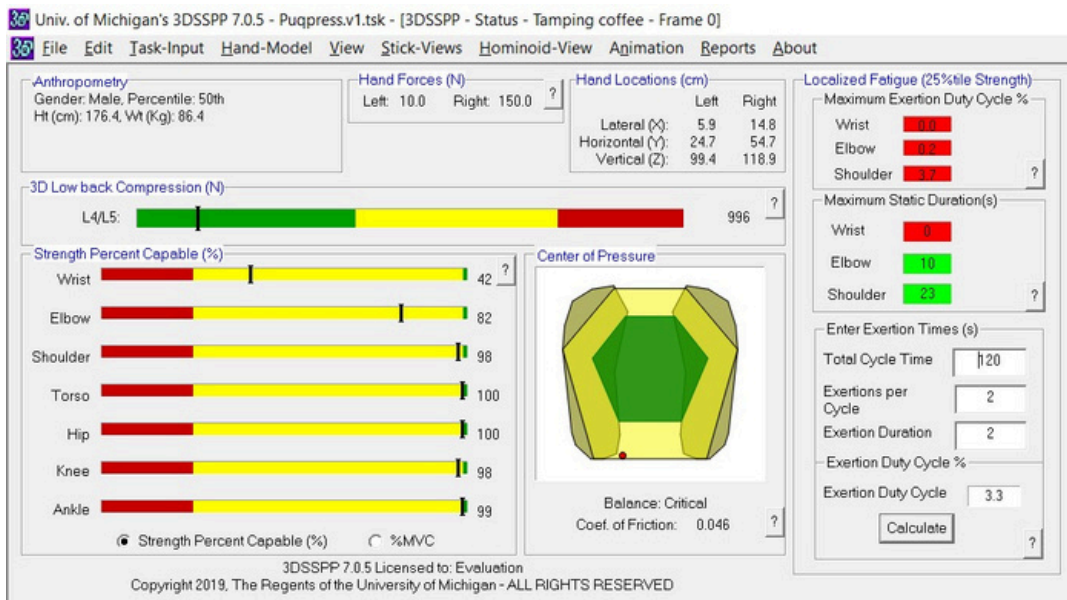 Univ. of Michigan's 3DSSPP 7.0.5 - Puqpress.v1.tsk - [3DSSPP - Status - Tamping coffee - Frame 0]
File Edit Task-Input Hand-Model View Stick-Views Hominoid-View Animation Reports About
Anthropometry
Gender: Male, Percentile: 50th
Ht (cm): 176.4, Wt (Kg): 86.4
Hand Forces (N)
Left: 10.0 Right: 150.0 ?
Hand Locations (cm)
Left Right
Lateral (X): 5.9 14.8
Horizontal (Y): 24.7 54.7
Vertical (Z): 99.4 118.9
3D Low back Compression (N)
L4/L5: 996 ?
Strength Percent Capable (%)
Wrist 42 ?
Elbow 82
Shoulder 98
Torso 100
Hip 100
Knee 98
Ankle 99
Strength Percent Capable (%) %MVC
Center of Pressure
Balance: Critical
Coef. of Friction: 0.046 ?
Localized Fatigue (25%tile Strength)
Maximum Exertion Duty Cycle %
Wrist 0.0
Elbow 0.2
Shoulder 3.7 ?
Maximum Static Duration(s)
Wrist 0
Elbow 10
Shoulder 23 ?
Enter Exertion Times (s)
Total Cycle Time 120
Exertions per
Cycle 2
Exertion Duration 2
Exertion Duty Cycle %
Exertion Duty Cycle 3.3
Calculate ?
3DSSPP 7.0.5 Licensed to: Evaluation
Copyright 2019, The Regents of the University of Michigan - ALL RIGHTS RESERVED